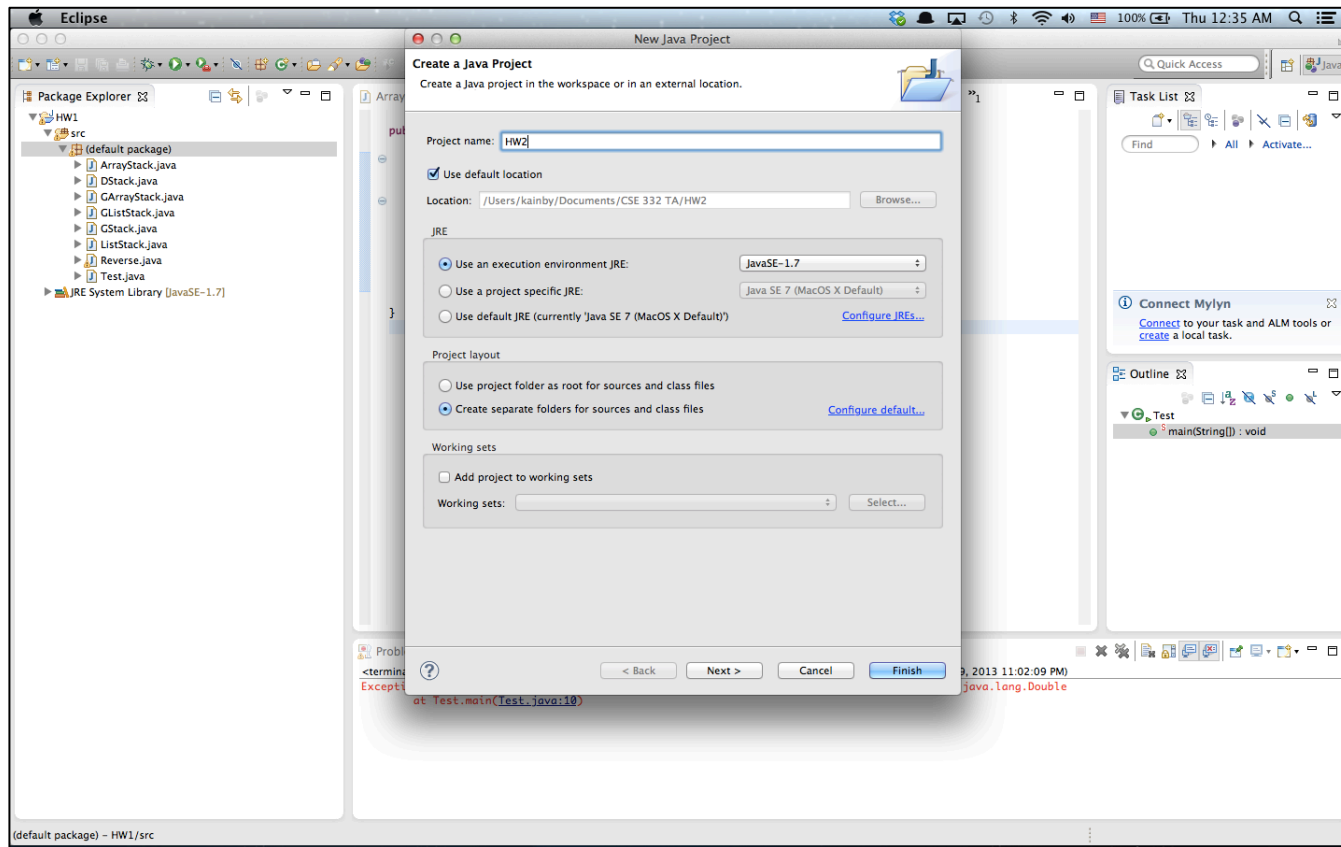 Eclipse 100% Thu 12:35 AM
New Java Project
Quick Access Java
Create a Java Project
Create a Java project in the workspace or in an external location.
Package Explorer
HW1
src
(default package)
ArrayStack.java
DStack.java
GArrayStack.java
GListStack.java
GStack.java
ListStack.java
Reverse.java
Test.java
JRE System Library [JavaSE-1.7]
Array
pub
}
Project name: HW2
Use default location
Location: /Users/kainby/Documents/CSE 332 TA/HW2 Browse...
JRE
Use an execution environment JRE: JavaSE-1.7
Use a project specific JRE: Java SE 7 (MacOS X Default)
Use default JRE (currently 'Java SE 7 (MacOS X Default)') Configure JREs...
Project layout
Use project folder as root for sources and class files
Create separate folders for sources and class files Configure default...
Working sets
Add project to working sets
Working sets: Select...
? < Back Next > Cancel Finish
»1
Task List
Find All Activate...
Connect Mylyn
Connect to your task and ALM tools or
create a local task.
Outline
Test
main(String[]) : void
Probl
<termina 9, 2013 11:02:09 PM)
Excepti java.lang.Double
at Test.main(Test.java:10)
(default package) - HW1/src